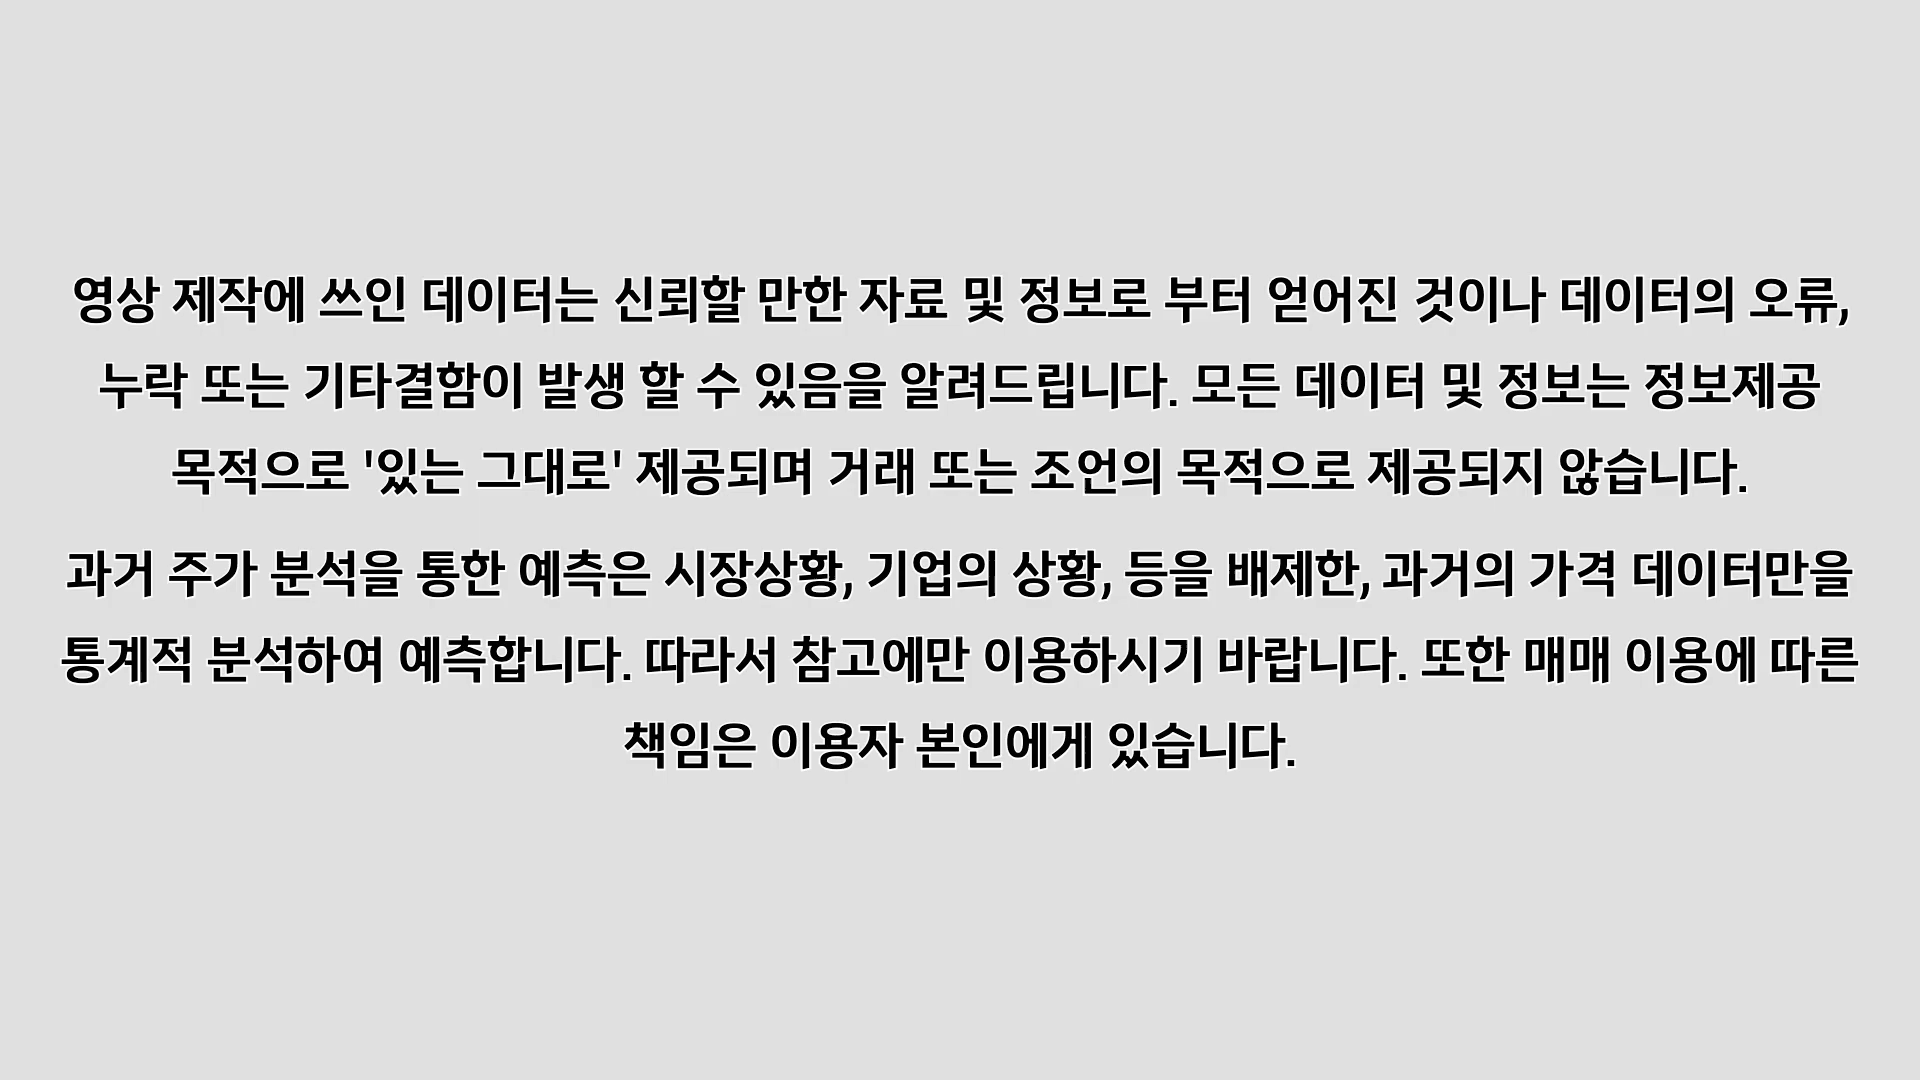 영상 제작에 쓰인 데이터는 신뢰할 만한 자료 및 정보로 부터 얻어진 것이나 데이터의 오류,
누락 또는 기타결함이 발생 할 수 있음을 알려드립니다. 모든 데이터 및 정보는 정보제공
목적으로 '있는 그대로' 제공되며 거래 또는 조언의 목적으로 제공되지 않습니다.
과거 주가 분석을 통한 예측은 시장상황, 기업의 상황, 등을 배제한, 과거의 가격 데이터만을
통계적 분석하여 예측합니다. 따라서 참고에만 이용하시기 바랍니다. 또한 매매 이용에 따른
책임은 이용자 본인에게 있습니다.